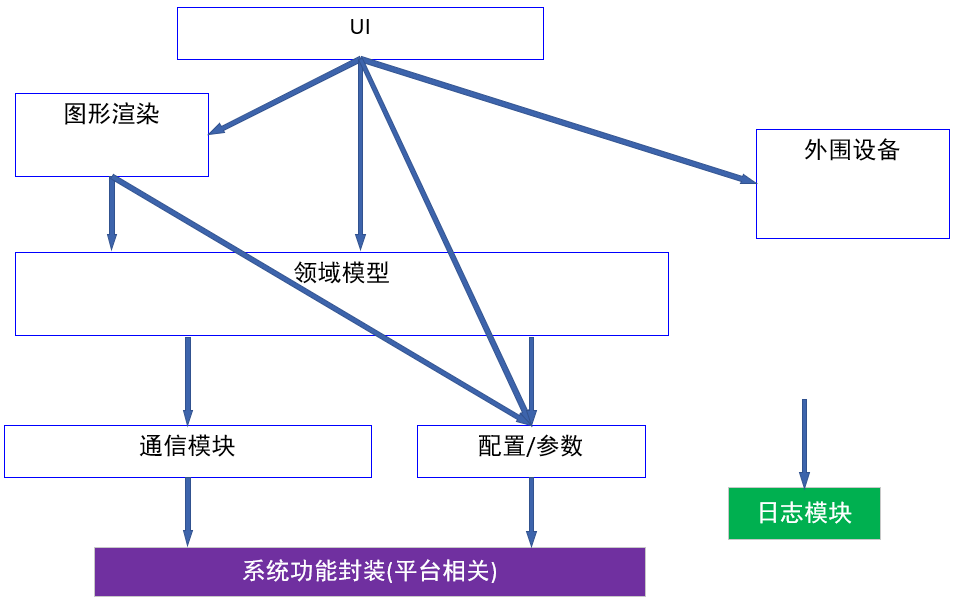 UI
图形渲染
外围设备
领域模型
通信模块
配置/参数
日志模块
系统功能封装(平台相关)